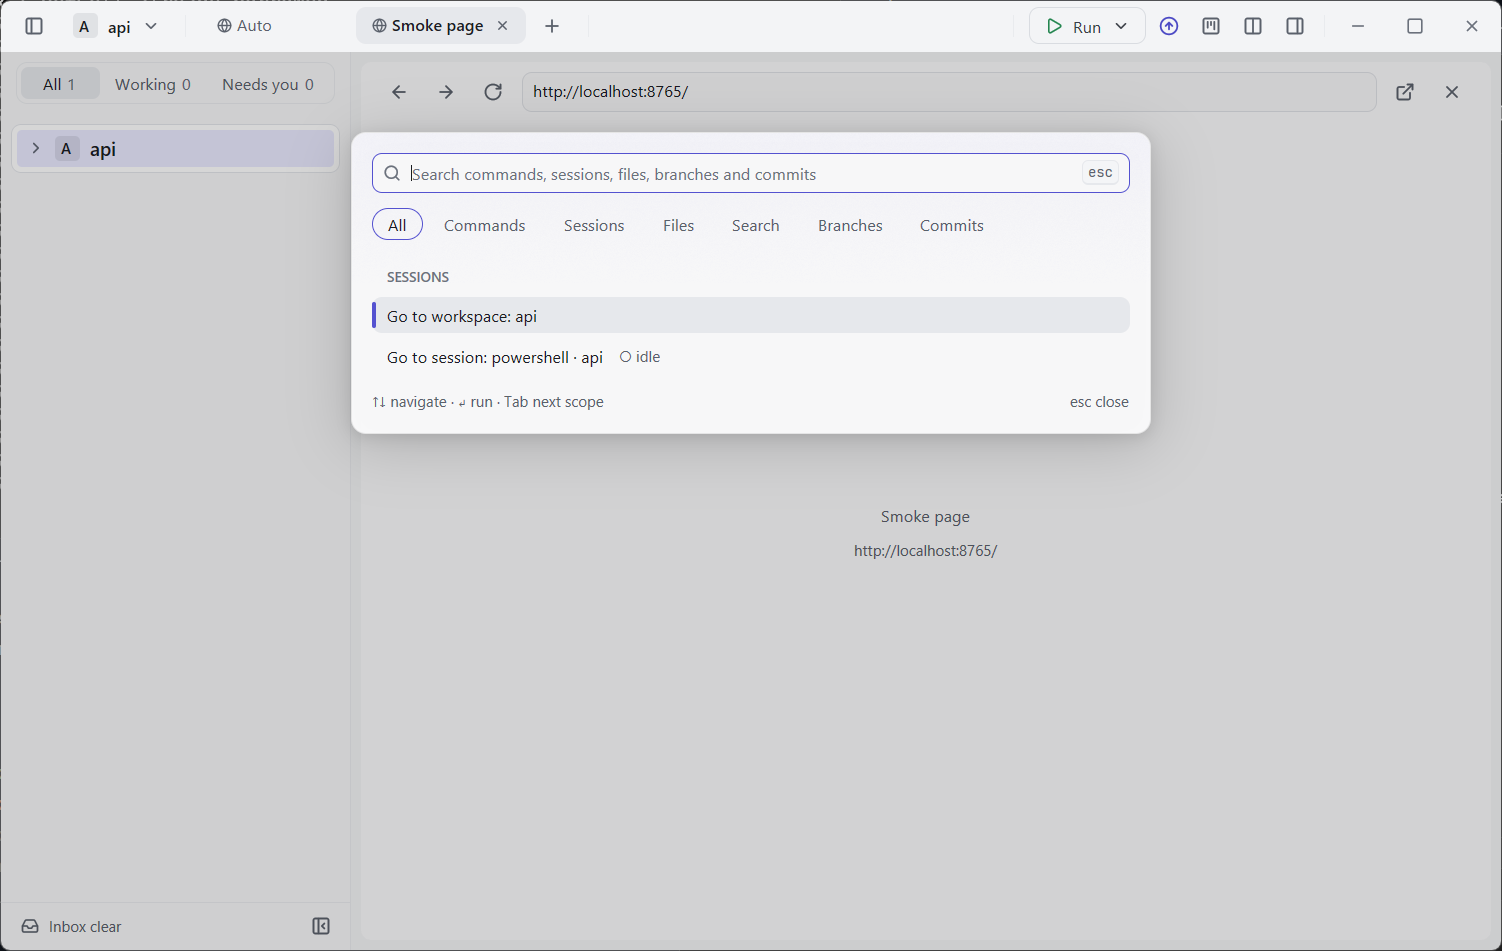 A api Auto Smoke page Run
All 1 Working 0 Needs you 0
http://localhost:8765/
A api
Search commands, sessions, files, branches and commits esc
All Commands Sessions Files Search Branches Commits
SESSIONS
Go to workspace: api
Go to session: powershell · api idle
↑↓ navigate · ↵ run · Tab next scope esc close
Smoke page
http://localhost:8765/
Inbox clear